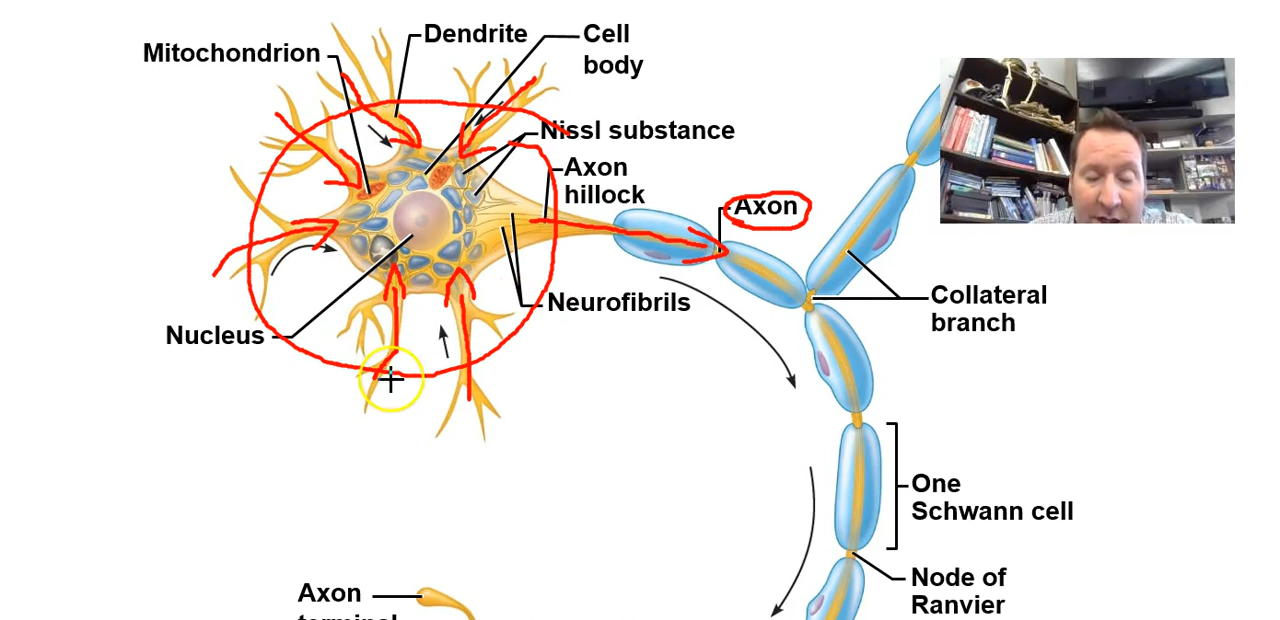 Dendrite
Cell
body
Mitochondrion
Nissl substance
Axon
hillock
Axon
Nucleus
Neurofibrils
Collateral
branch
One
Schwann cell
Node of
Ranvier
Axon
terminal